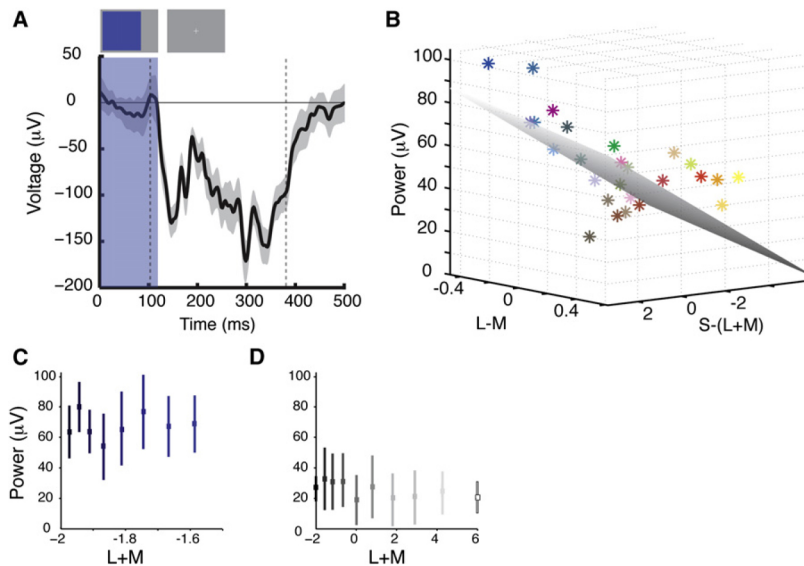 A
50
0
−50
−100
−150
−200
Voltage (μV)
0 100 200 300 400 500
Time (ms)
B
100
80
60
40
20
0
Power (μV)
-0.4 0 0.4
L-M
2 0 -2
S-(L+M)
C
100
80
60
40
20
0
Power (μV)
-2 -1.8 -1.6
L+M
D
100
80
60
40
20
0
-2 0 2 4 6
L+M